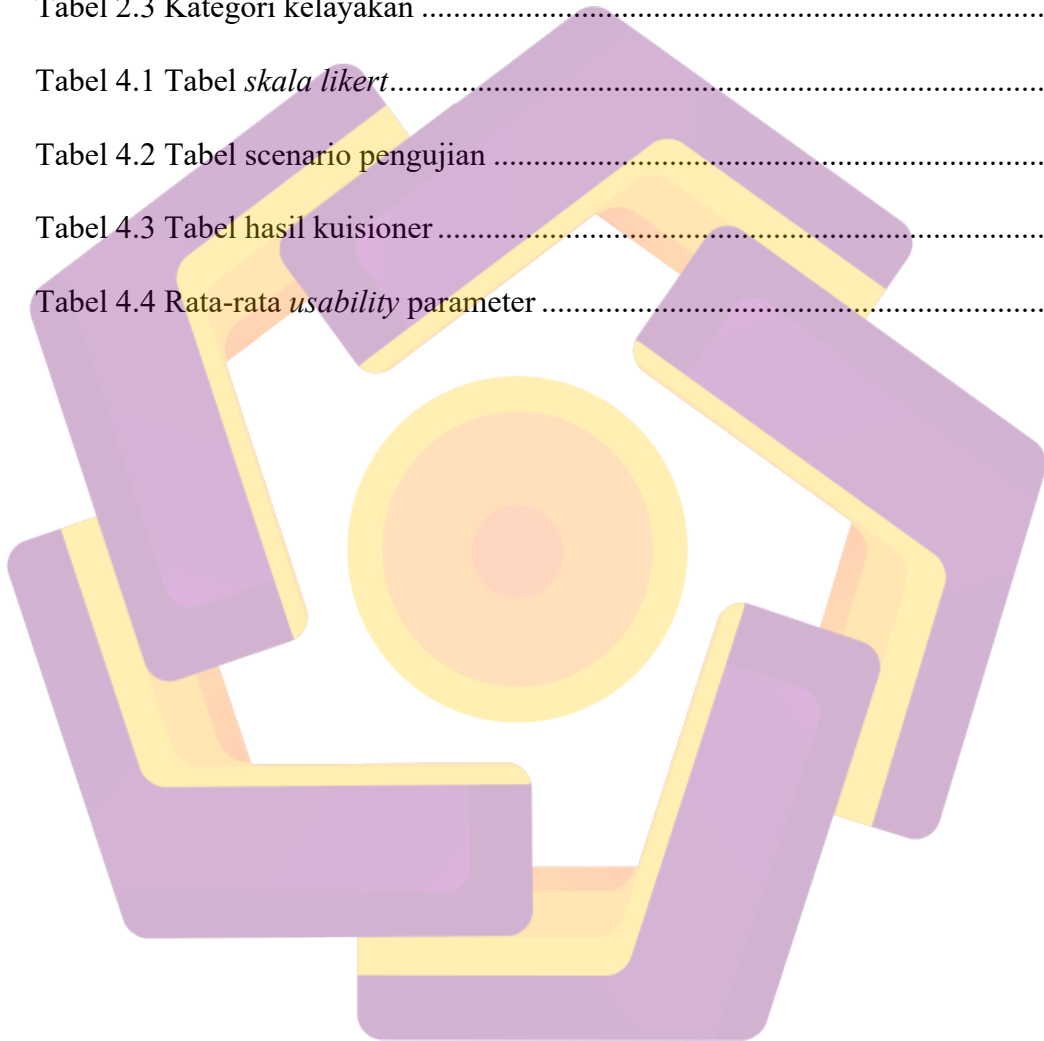 Tabel 2.3 Kategori kelayakan ........................................................................
Tabel 4.1 Tabel skala likert............................................................................
Tabel 4.2 Tabel scenario pengujian ...............................................................
Tabel 4.3 Tabel hasil kuisioner ......................................................................
Tabel 4.4 Rata-rata usability parameter .........................................................